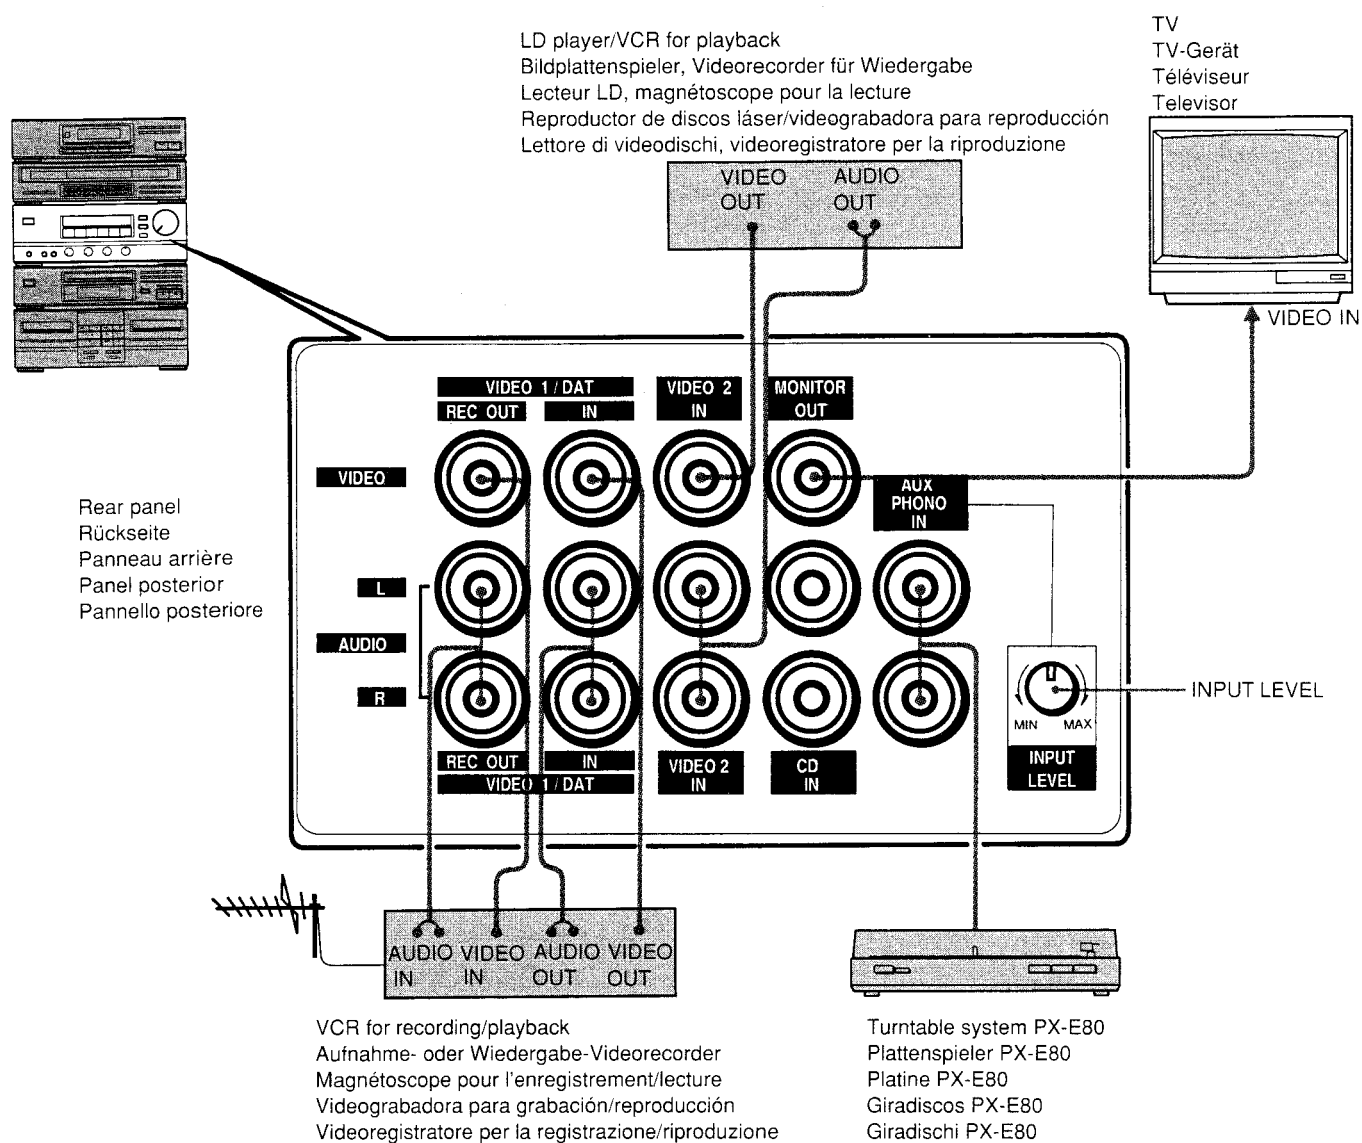 LD player/VCR for playback
Bildplattenspieler, Videorecorder für Wiedergabe
Lecteur LD, magnétoscope pour la lecture
Reproductor de discos láser/videograbadora para reproducción
Lettore di videodischi, videoregistratore per la riproduzione
TV
TV-Gerät
Téléviseur
Televisor
VIDEO OUT
AUDIO OUT
VIDEO IN
VIDEO 1/DAT
REC OUT
IN
VIDEO 2
IN
MONITOR
OUT
VIDEO
AUX
PHONO
IN
Rear panel
Rückseite
Panneau arrière
Panel posterior
Pannello posteriore
L
AUDIO
R
MIN
MAX
INPUT LEVEL
INPUT
LEVEL
REC OUT
IN
VIDEO 1/DAT
VIDEO 2
IN
CD
IN
AUDIO IN
VIDEO IN
AUDIO OUT
VIDEO OUT
VCR for recording/playback
Aufnahme- oder Wiedergabe-Videorecorder
Magnétoscope pour l'enregistrement/lecture
Videograbadora para grabación/reproducción
Videoregistratore per la registrazione/riproduzione
Turntable system PX-E80
Plattenspieler PX-E80
Platine PX-E80
Giradiscos PX-E80
Giradischi PX-E80